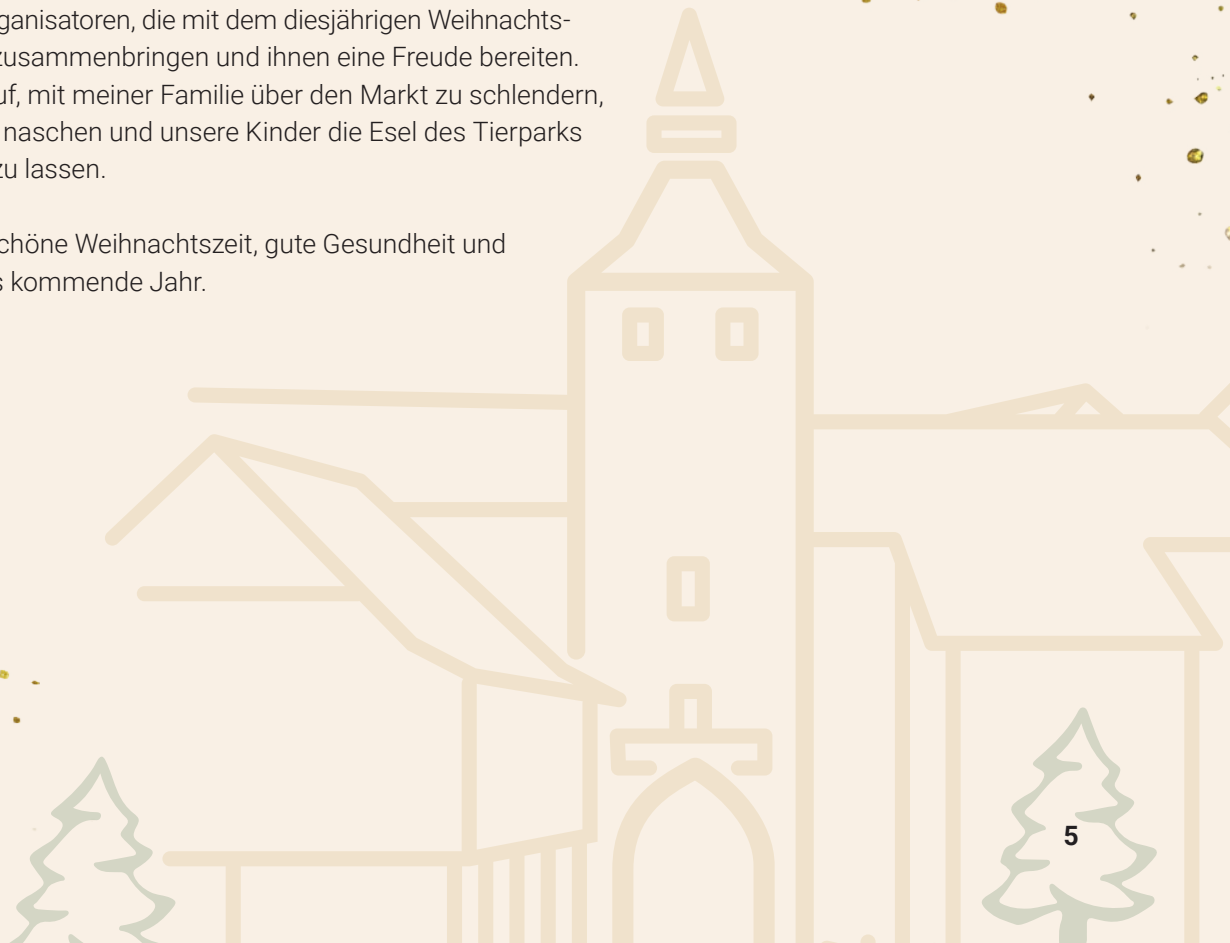 ganisatoren, die mit dem diesjährigen Weihnachts-
zusammenbringen und ihnen eine Freude bereiten.
uf, mit meiner Familie über den Markt zu schlendern,
naschen und unsere Kinder die Esel des Tierparks
zu lassen.
chöne Weihnachtszeit, gute Gesundheit und
s kommende Jahr.
5